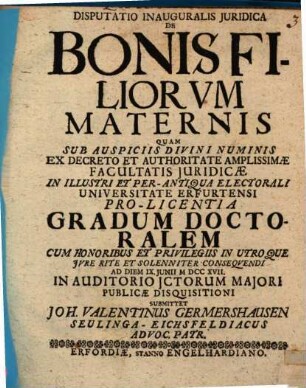 DISPUTATIO INAUGURALIS JURIDICA
DE
BONIS FI-
LIORVM
MATERNIS
QUAM
SUB AUSPICIIS DIVINI NUMINIS
EX DECRETO ET AUTHORITATE AMPLISSIMÆ
FACULTATIS JURIDICÆ
IN ILLUSTRI ET PER-ANTIQUA ELECTORALI
UNIVERSITATE ERFURTENSI
PRO-LICENTIA
GRADUM DOCTO-
RALEM
CUM HONORIBUS ET PRIVILEGIIS IN UTROQUE
JVRE RITE ET SOLENNITER CONSEQVENDI
AD DIEM IX. JUNII M DCC XVII.
IN AUDITORIO JCTORUM MAJORI
PUBLICÆ DISQUISITIONI
SUBMITTET
JOH. VALENTINUS GERMERSHAUSEN
SEULINGA-EICHSFELDIACUS
ADVOC. PATR.
ERFORDIÆ, STANNO ENGELHARDIANO.